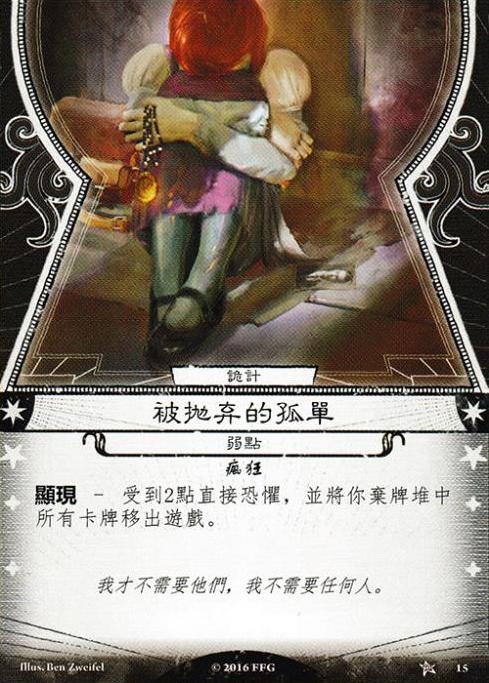 詭計
被拋弃的孤單
弱點
瘋狂
顯現 － 受到2點直接恐懼，並將你棄牌堆中
所有卡牌移出遊戲。
我才不需要他們，我不需要任何人。
Illus. Ben Zweifel
© 2016 FFG
15